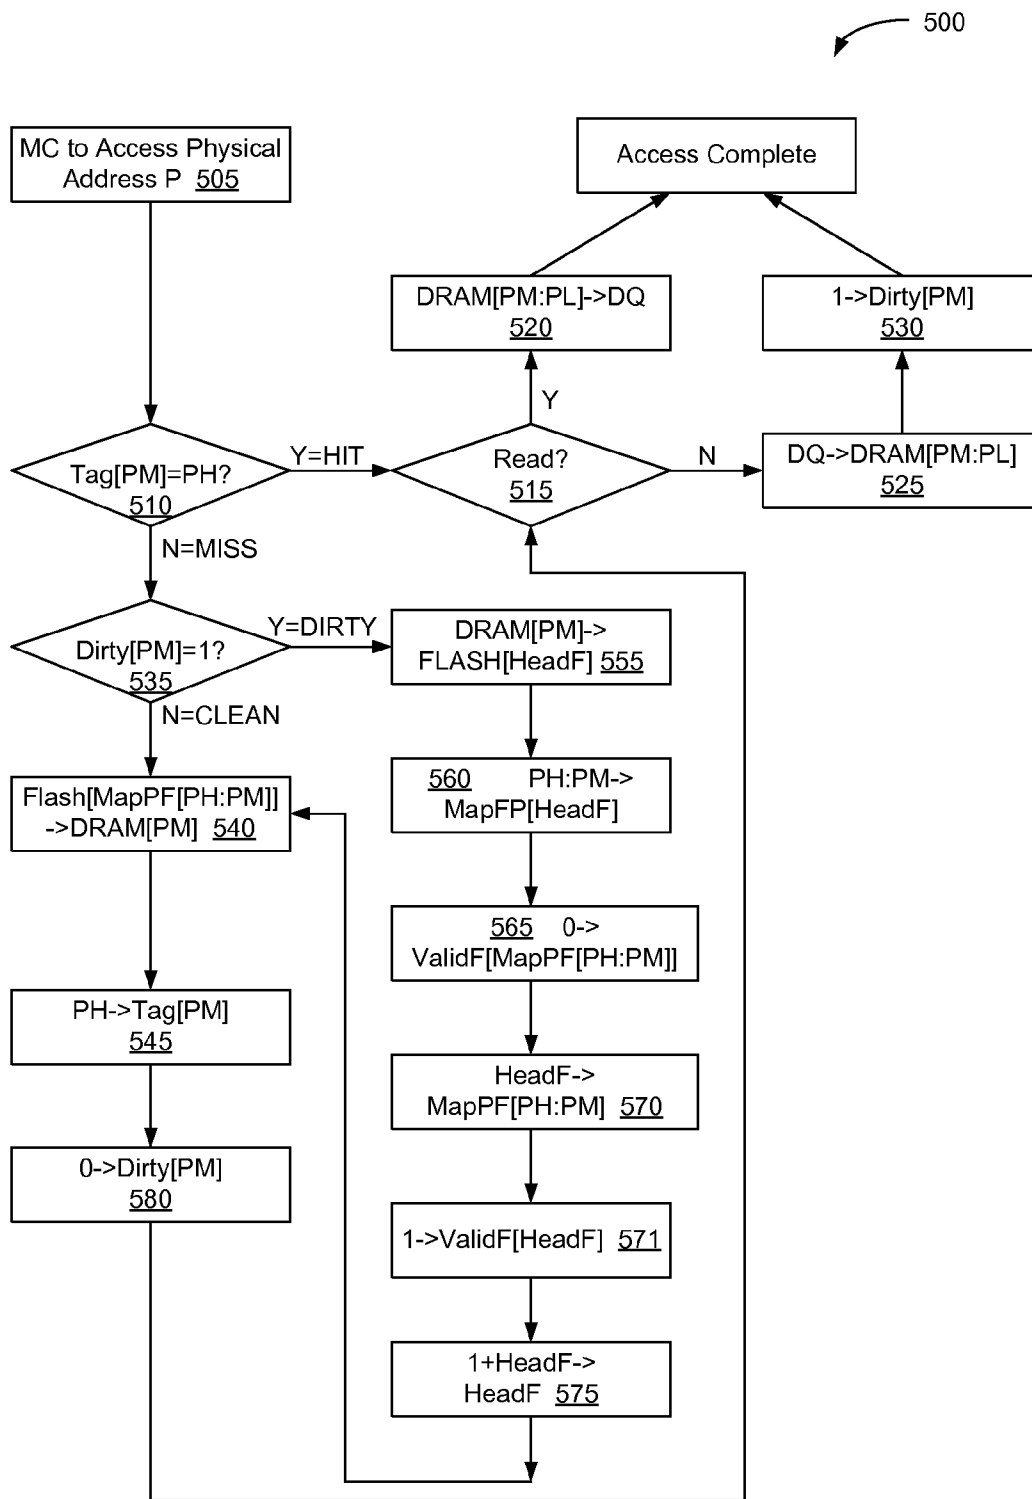 500
MC to Access Physical
Address P 505
Access Complete
DRAM[PM:PL]->DQ
520
1->Dirty[PM]
530
Y
Tag[PM]=PH?
510
Y=HIT
Read?
515
N
DQ->DRAM[PM:PL]
525
N=MISS
Dirty[PM]=1?
535
Y=DIRTY
DRAM[PM]->
FLASH[HeadF] 555
N=CLEAN
Flash[MapPF[PH:PM]]
->DRAM[PM] 540
560 PH:PM->
MapFP[HeadF]
565 0->
ValidF[MapPF[PH:PM]]
PH->Tag[PM]
545
HeadF->
MapPF[PH:PM] 570
0->Dirty[PM]
580
1->ValidF[HeadF] 571
1+HeadF->
HeadF 575